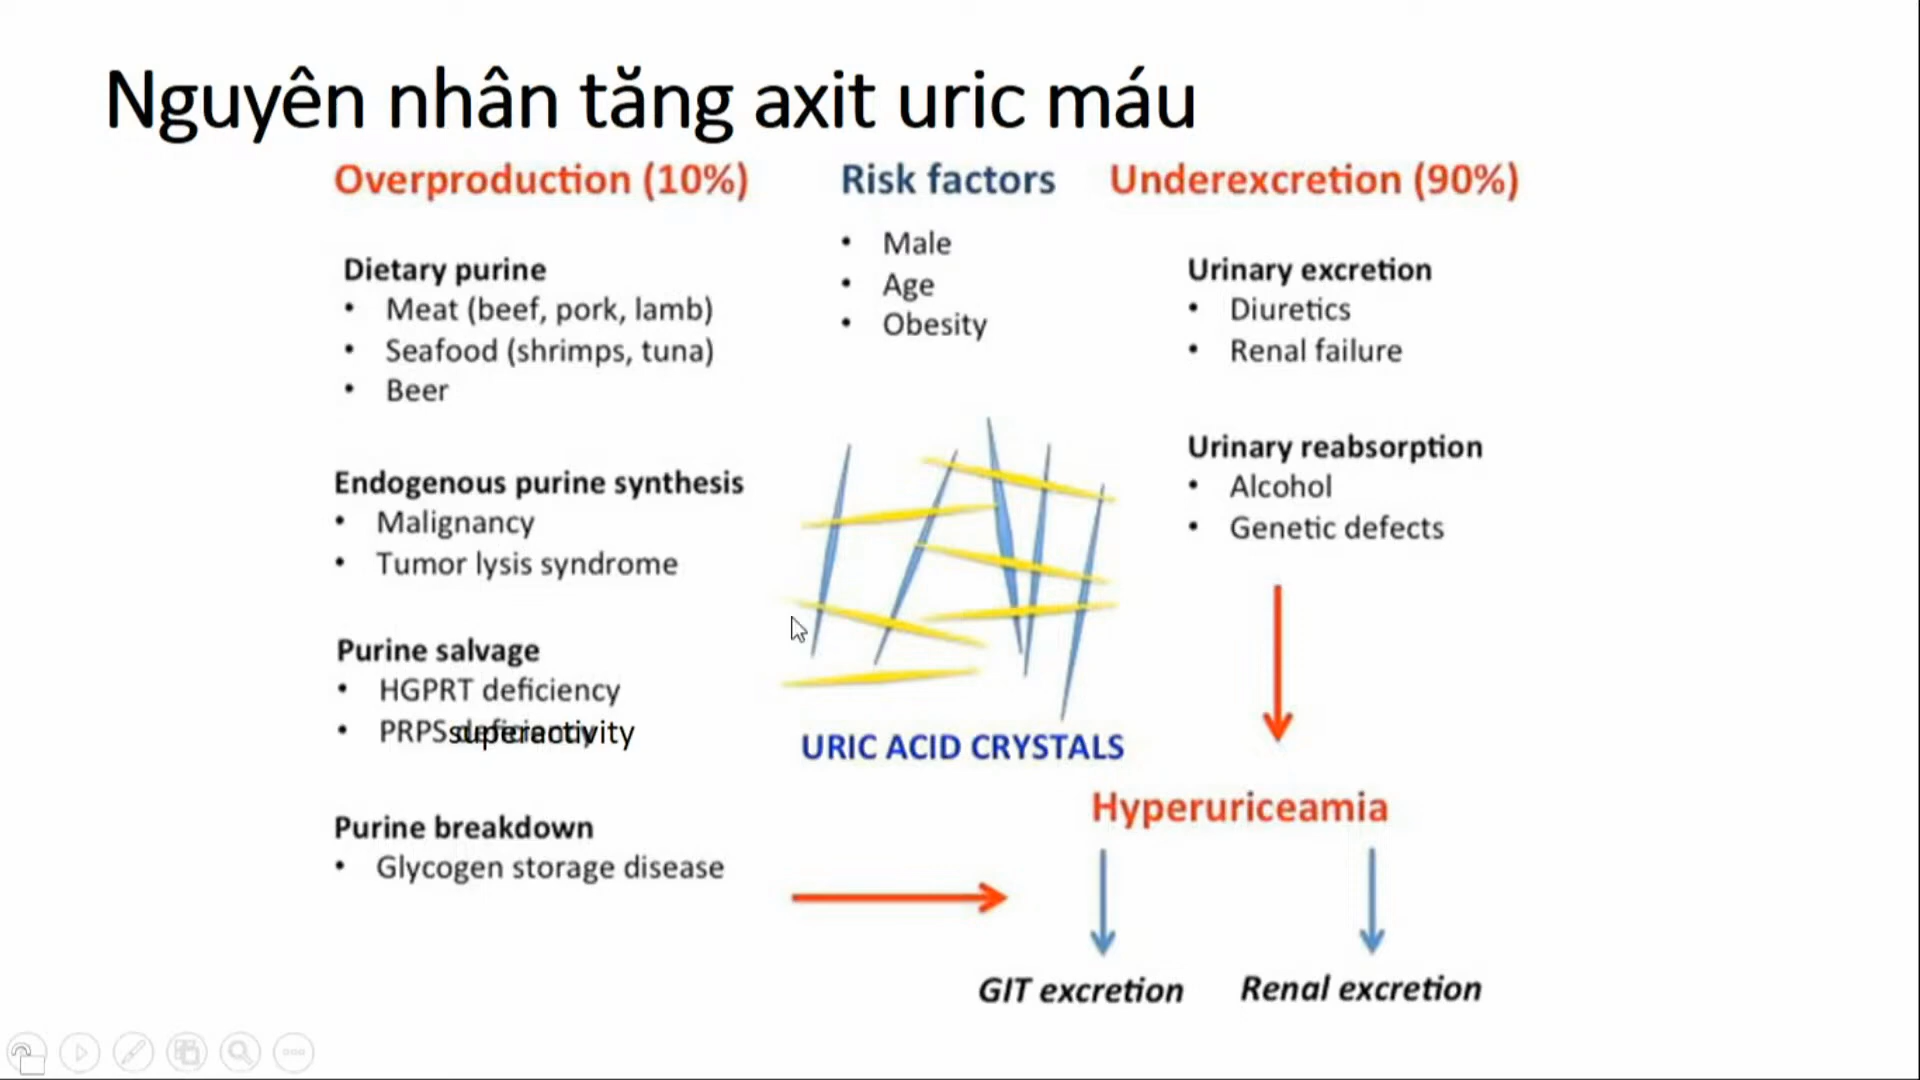 Nguyên nhân tăng axit uric máu
Overproduction (10%)
Dietary purine
• Meat (beef, pork, lamb)
• Seafood (shrimps, tuna)
• Beer
Endogenous purine synthesis
• Malignancy
• Tumor lysis syndrome
Purine salvage
• HGPRT deficiency
• PRPS superactivity
Purine breakdown
• Glycogen storage disease
Risk factors
• Male
• Age
• Obesity
URIC ACID CRYSTALS
Underexcretion (90%)
Urinary excretion
• Diuretics
• Renal failure
Urinary reabsorption
• Alcohol
• Genetic defects
Hyperuriceamia
GIT excretion
Renal excretion